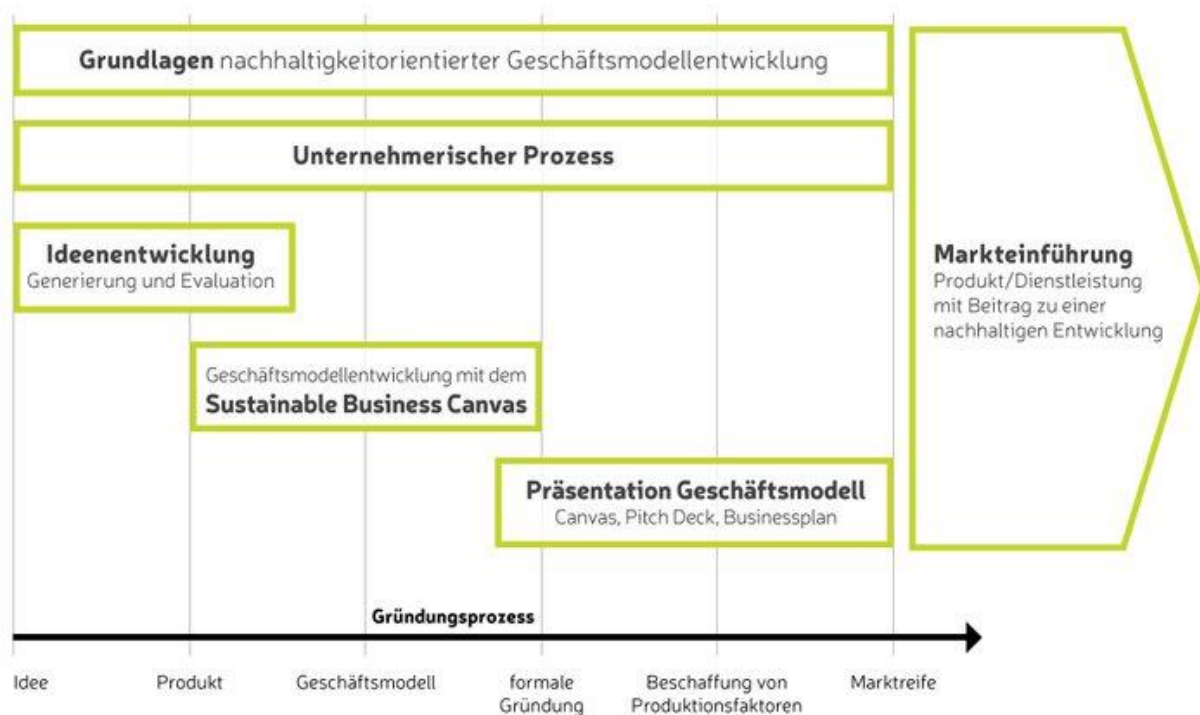 Grundlagen nachhaltigkeitorientierter Geschäftsmodellentwicklung
Unternehmerischer Prozess
Ideenentwicklung
Generierung und Evaluation
Geschäftsmodellentwicklung mit dem
Sustainable Business Canvas
Präsentation Geschäftsmodell
Canvas, Pitch Deck, Businessplan
Markteinführung
Produkt/Dienstleistung
mit Beitrag zu einer
nachhaltigen Entwicklung
Gründungsprozess
Idee
Produkt
Geschäftsmodell
formale
Gründung
Beschaffung von
Produktionsfaktoren
Marktreife